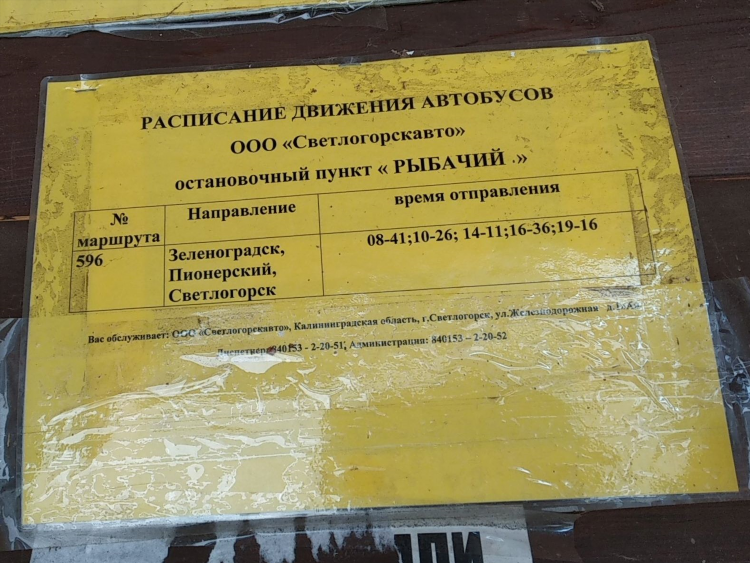 РАСПИСАНИЕ ДВИЖЕНИЯ АВТОБУСОВ
ООО «Светлогорскавто»
остановочный пункт « РЫБАЧИЙ »
№ маршрута
Направление
время отправления
596
Зеленоградск,
Пионерский,
Светлогорск
08-41;10-26; 14-11;16-36;19-16
Вас обслуживает: ООО «Светлогорскавто», Калининградская область, г.Светлогорск, ул.Железнодорожная
Диспетчер: 840153 - 2-20-51, Администрация: 840153 – 2-20-52